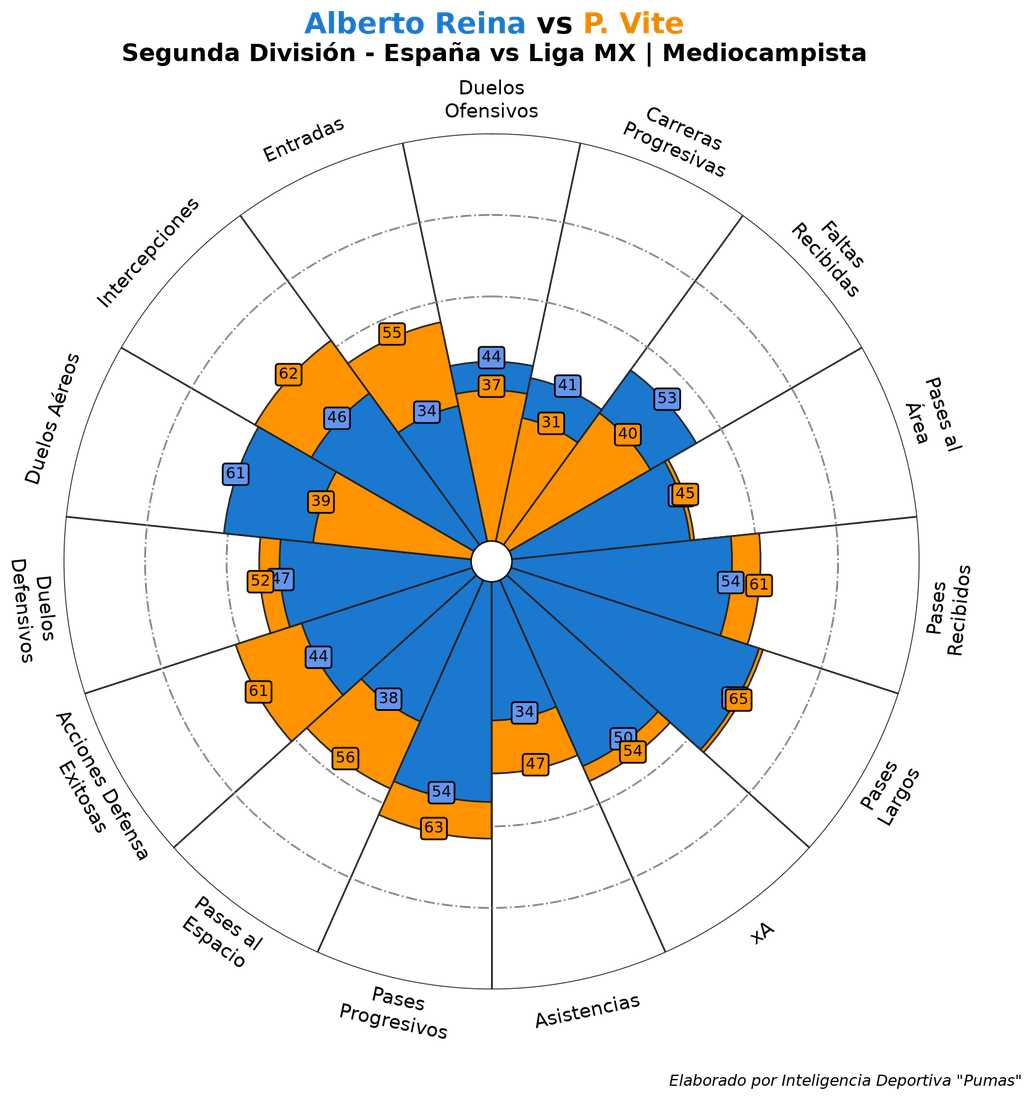 Alberto Reina vs P. Vite
Segunda División - España vs Liga MX | Mediocampista
Duelos
Ofensivos
Carreras
Progresivas
Faltas
Recibidas
Pases al
Área
Pases
Recibidos
Pases
Largos
xA
Asistencias
Pases
Progresivos
Pases al
Espacio
Acciones Defensa
Exitosas
Duelos
Defensivos
Duelos Aéreos
Intercepciones
Entradas
44
37
41
31
53
40
45
54
61
65
50
54
34
47
54
63
38
56
44
61
47
52
61
39
46
62
34
55
Elaborado por Inteligencia Deportiva "Pumas"